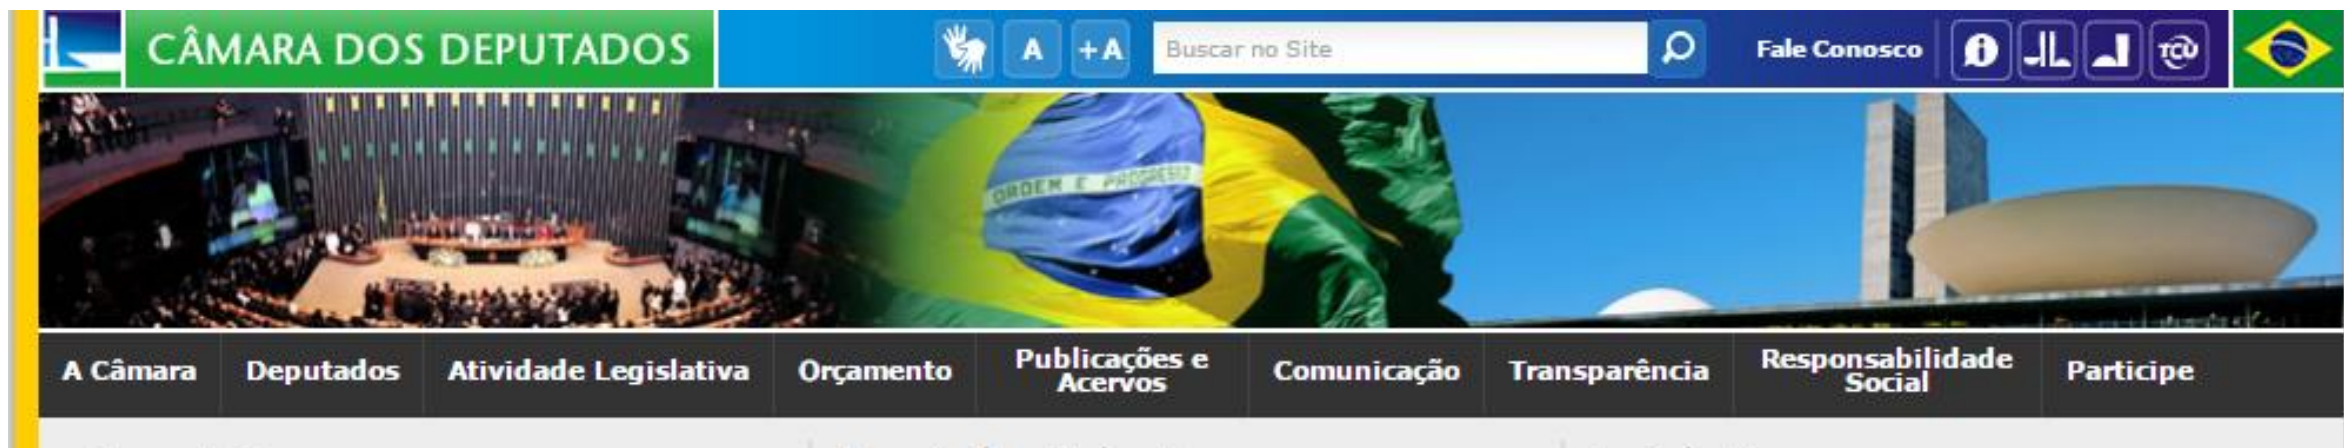 CÂMARA DOS DEPUTADOS
A
+A
Buscar no Site
Fale Conosco
TCU
ORDEM E PROGRESSO
A Câmara
Deputados
Atividade Legislativa
Orçamento
Publicações e
Acervos
Comunicação
Transparência
Responsabilidade
Social
Participe